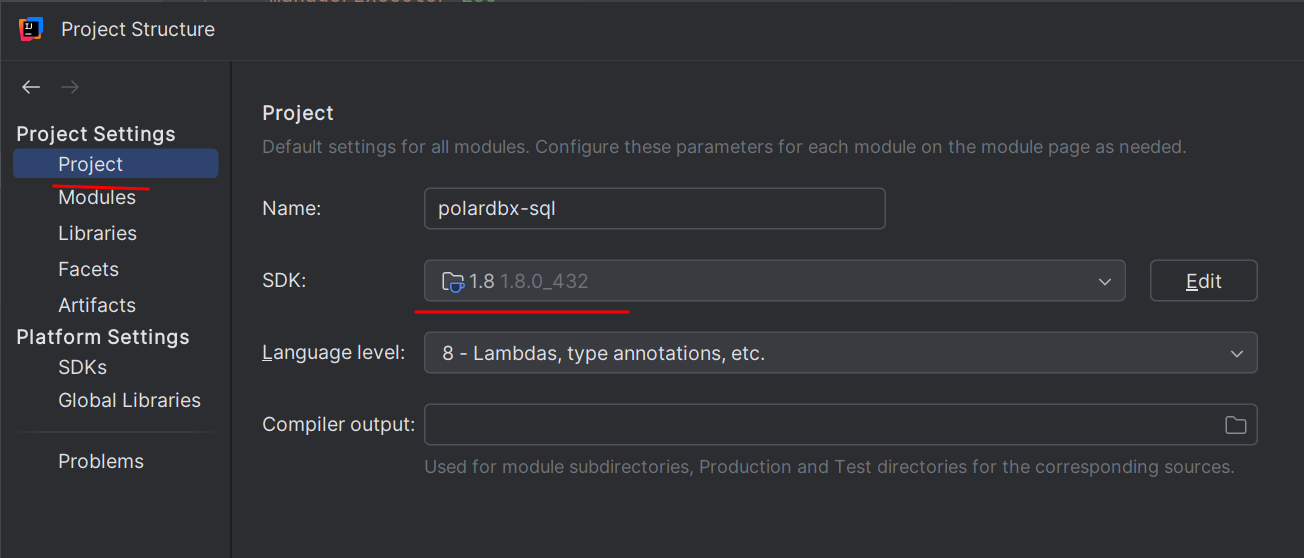 Project Structure
Project Settings
Project
Modules
Libraries
Facets
Artifacts
Platform Settings
SDKs
Global Libraries
Problems
Project
Default settings for all modules. Configure these parameters for each module on the module page as needed.
Name:
polardbx-sql
SDK:
1.8 1.8.0_432
Edit
Language level:
8 - Lambdas, type annotations, etc.
Compiler output:
Used for module subdirectories, Production and Test directories for the corresponding sources.